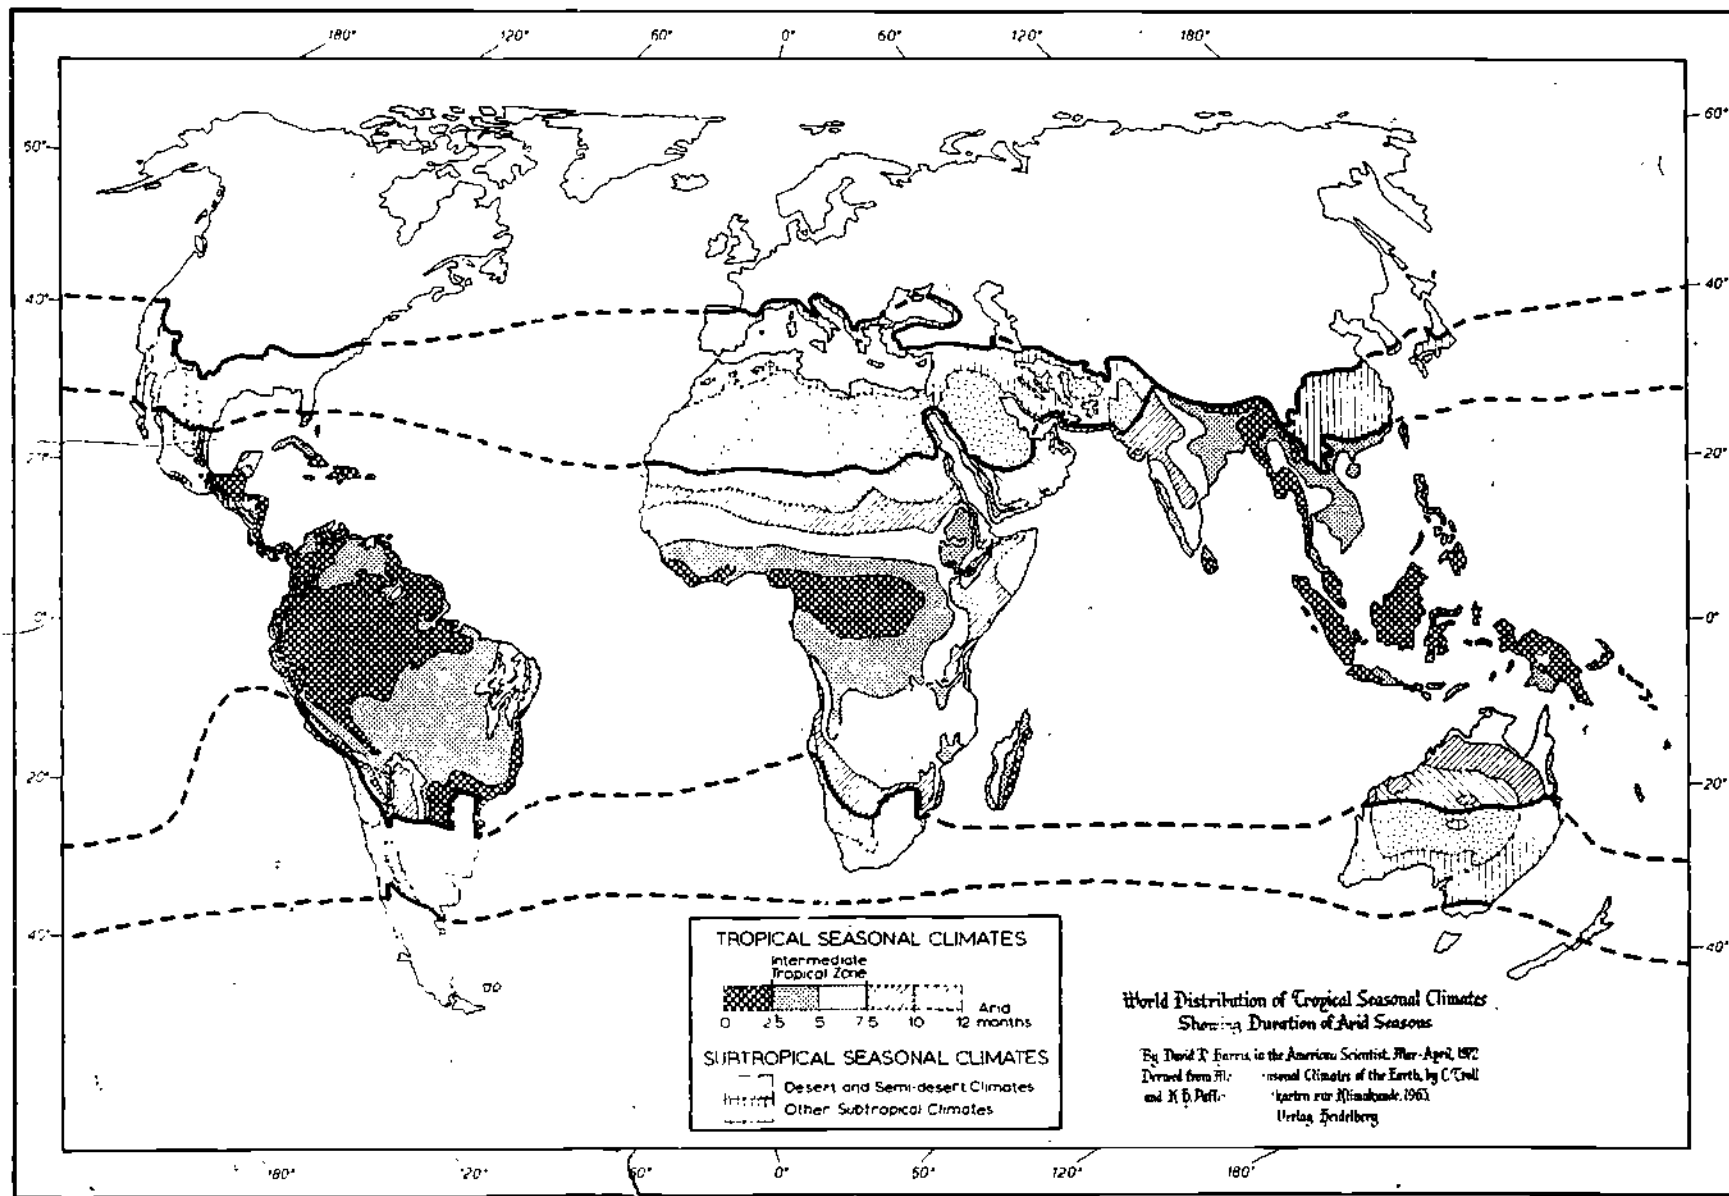 180° 120° 60° 0° 60° 120° 180°
60° 60°
40° 40°
20°
0° 0°
20° 20°
40° 40°
TROPICAL SEASONAL CLIMATES
Intermediate
Tropical Zone
0 2.5 5 7.5 10 12
Arid
months
SUBTROPICAL SEASONAL CLIMATES
Desert and Semi-desert Climates
Other Subtropical Climates
World Distribution of Tropical Seasonal Climates
Showing Duration of Arid Seasons
By David R. Harris, in the American Scientist, Mar-April, 1972
Derived from Climates of the Earth, by C. Troll
and K. H. zur Klimakunde, 1963,
Verlag, Heidelberg
180° 120° 60° 0° 60° 120° 180°